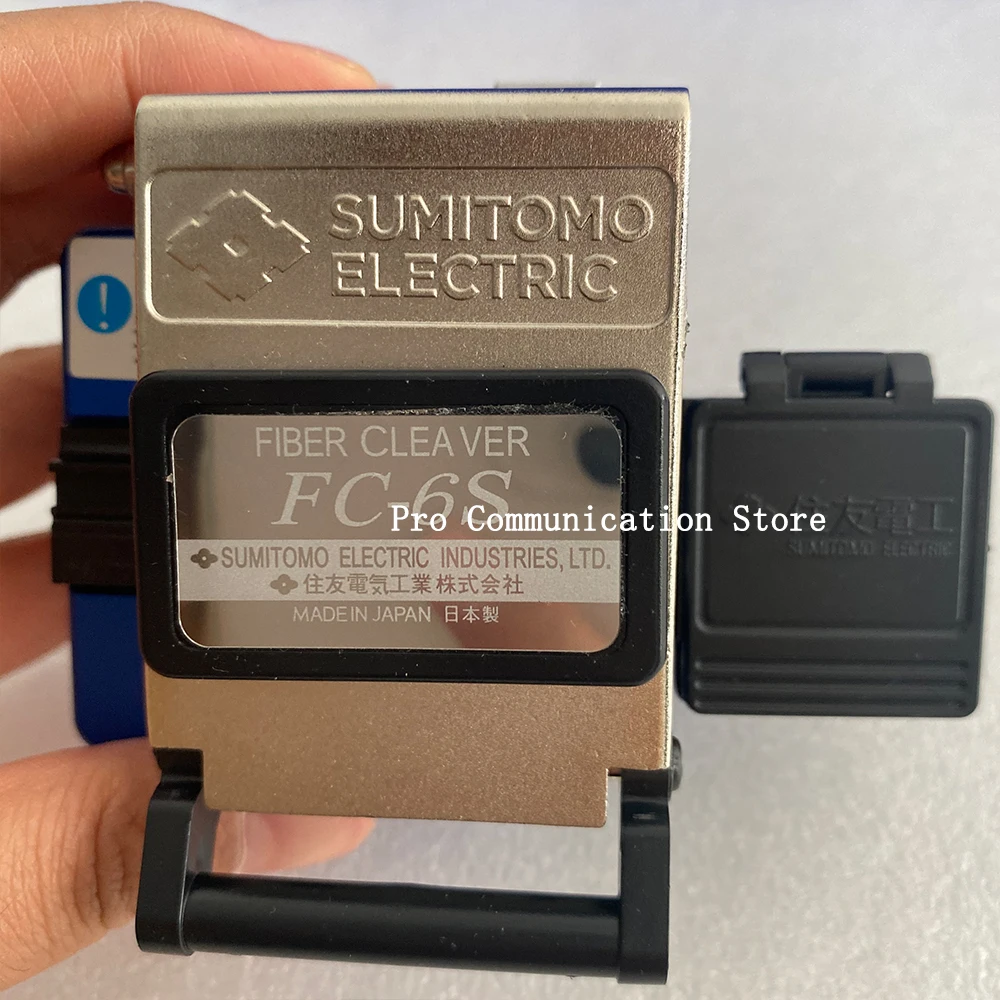 SUMITOMO
ELECTRIC
!
FIBER CLEAVER
FC-6S
Pro Communication Store
SUMITOMO ELECTRIC INDUSTRIES, LTD.
住友電気工業株式会社
MADE IN JAPAN 日本製
住友電工
SUMITOMO ELECTRIC